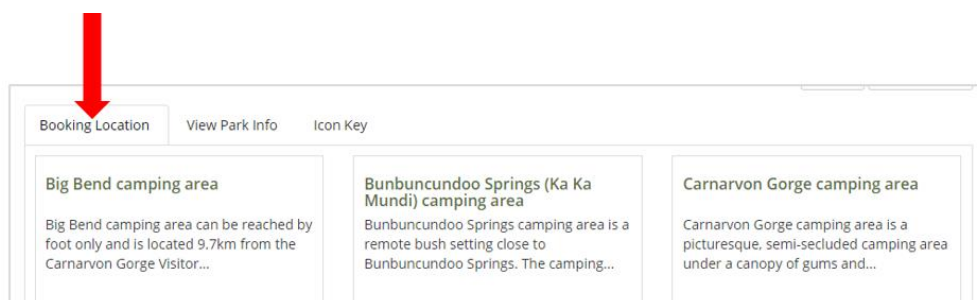 Booking Location View Park Info Icon Key
Big Bend camping area
Big Bend camping area can be reached by
foot only and is located 9.7km from the
Carnarvon Gorge Visitor...
Bunbuncundoo Springs (Ka Ka
Mundi) camping area
Bunbuncundoo Springs camping area is a
remote bush setting close to
Bunbuncundoo Springs. The camping...
Carnarvon Gorge camping area
Carnarvon Gorge camping area is a
picturesque, semi-secluded camping area
under a canopy of gums and...